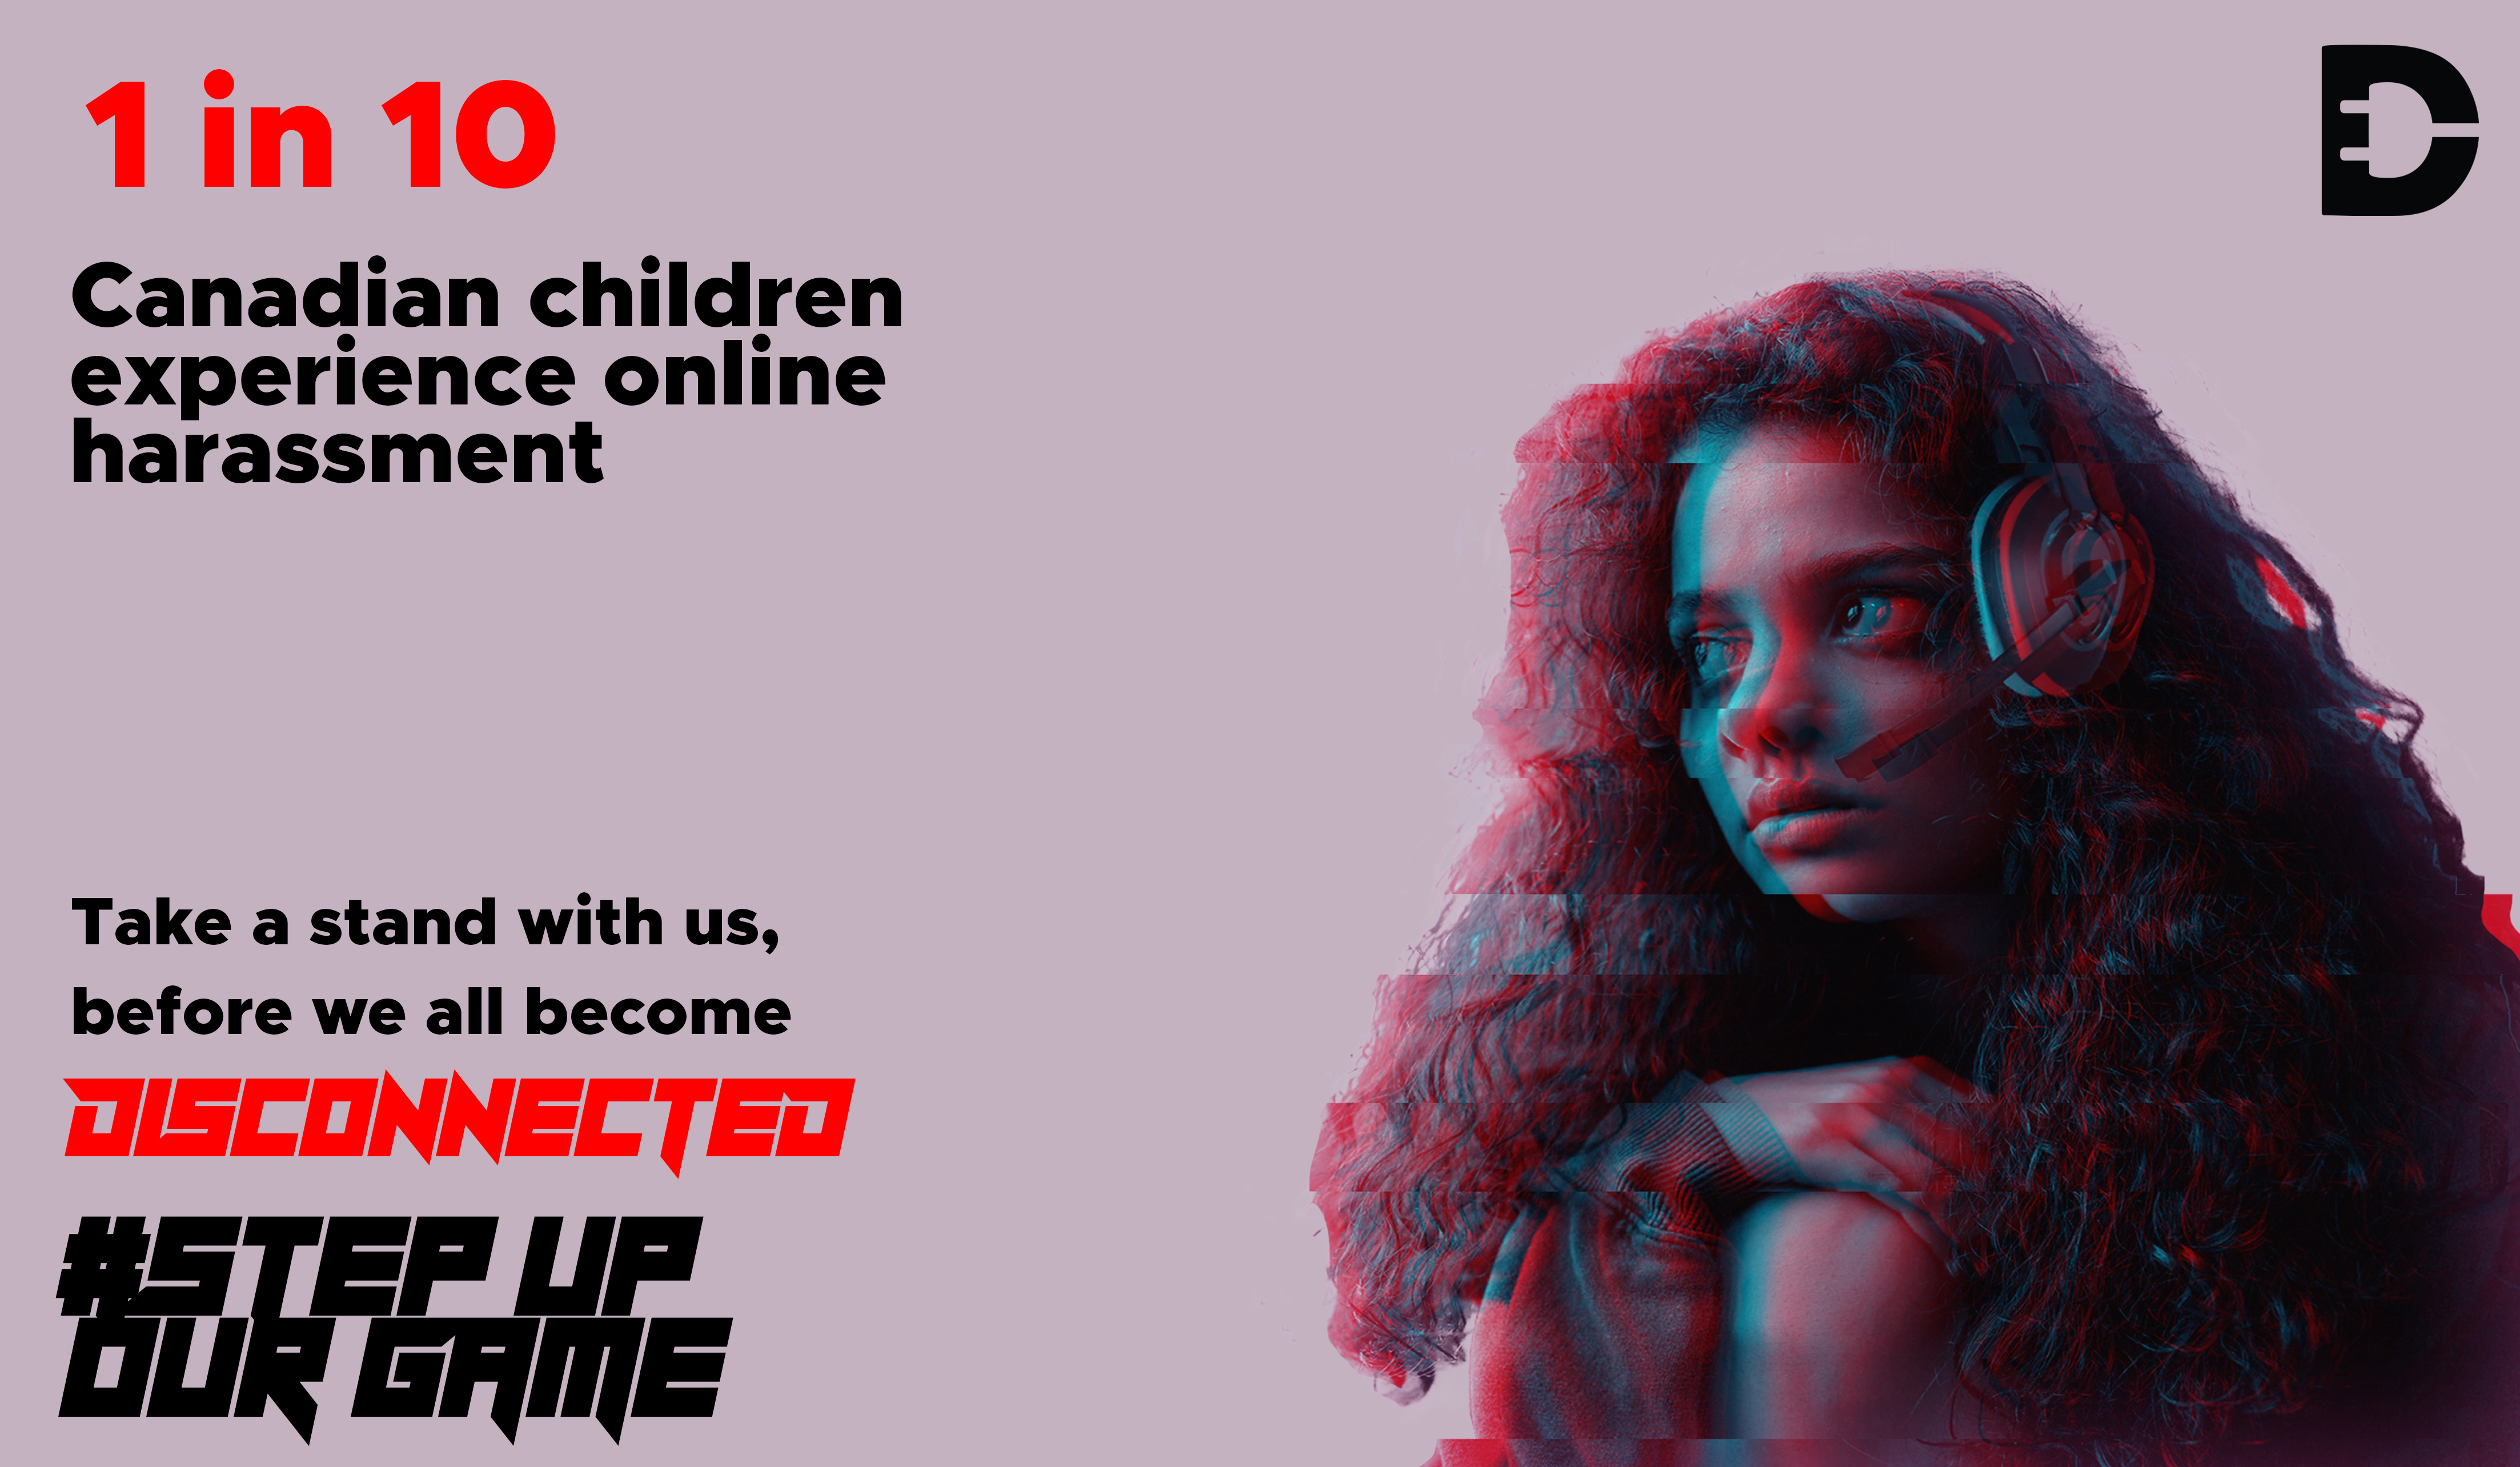 1 in 10
Canadian children
experience online
harassment
Take a stand with us,
before we all become
DISCONNECTED
#STEP UP
OUR GAME